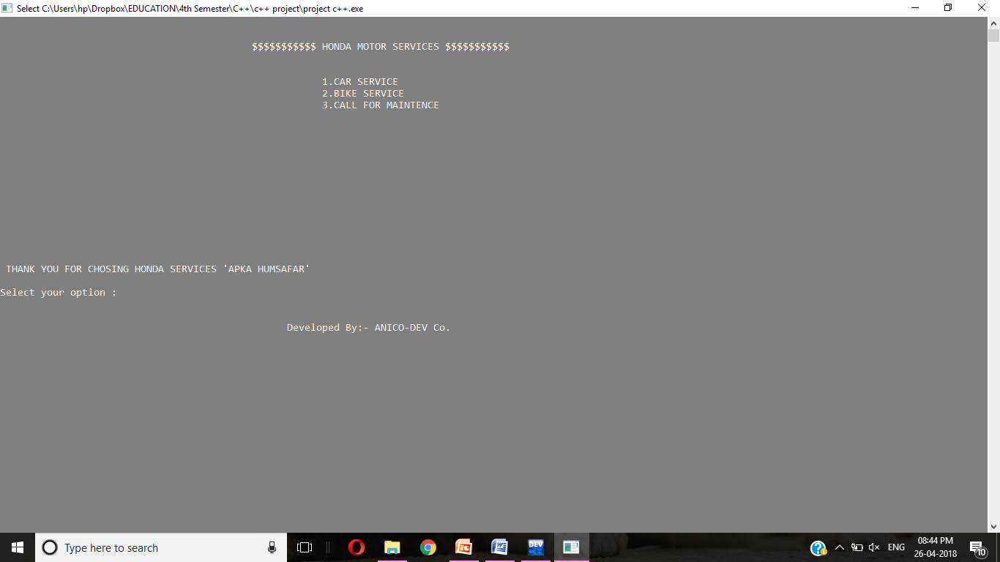 Select C:\Users\hp\Dropbox\EDUCATION\4th Semester\C++\c++ project\project c++.exe
$$$$$$$$$$$ HONDA MOTOR SERVICES $$$$$$$$$$$
1.CAR SERVICE
2.BIKE SERVICE
3.CALL FOR MAINTENCE
THANK YOU FOR CHOSING HONDA SERVICES 'APKA HUMSAFAR'
Select your option :
Developed By:- ANICO-DEV Co.
Type here to search
DEV
ENG
08:44 PM
26-04-2018
10